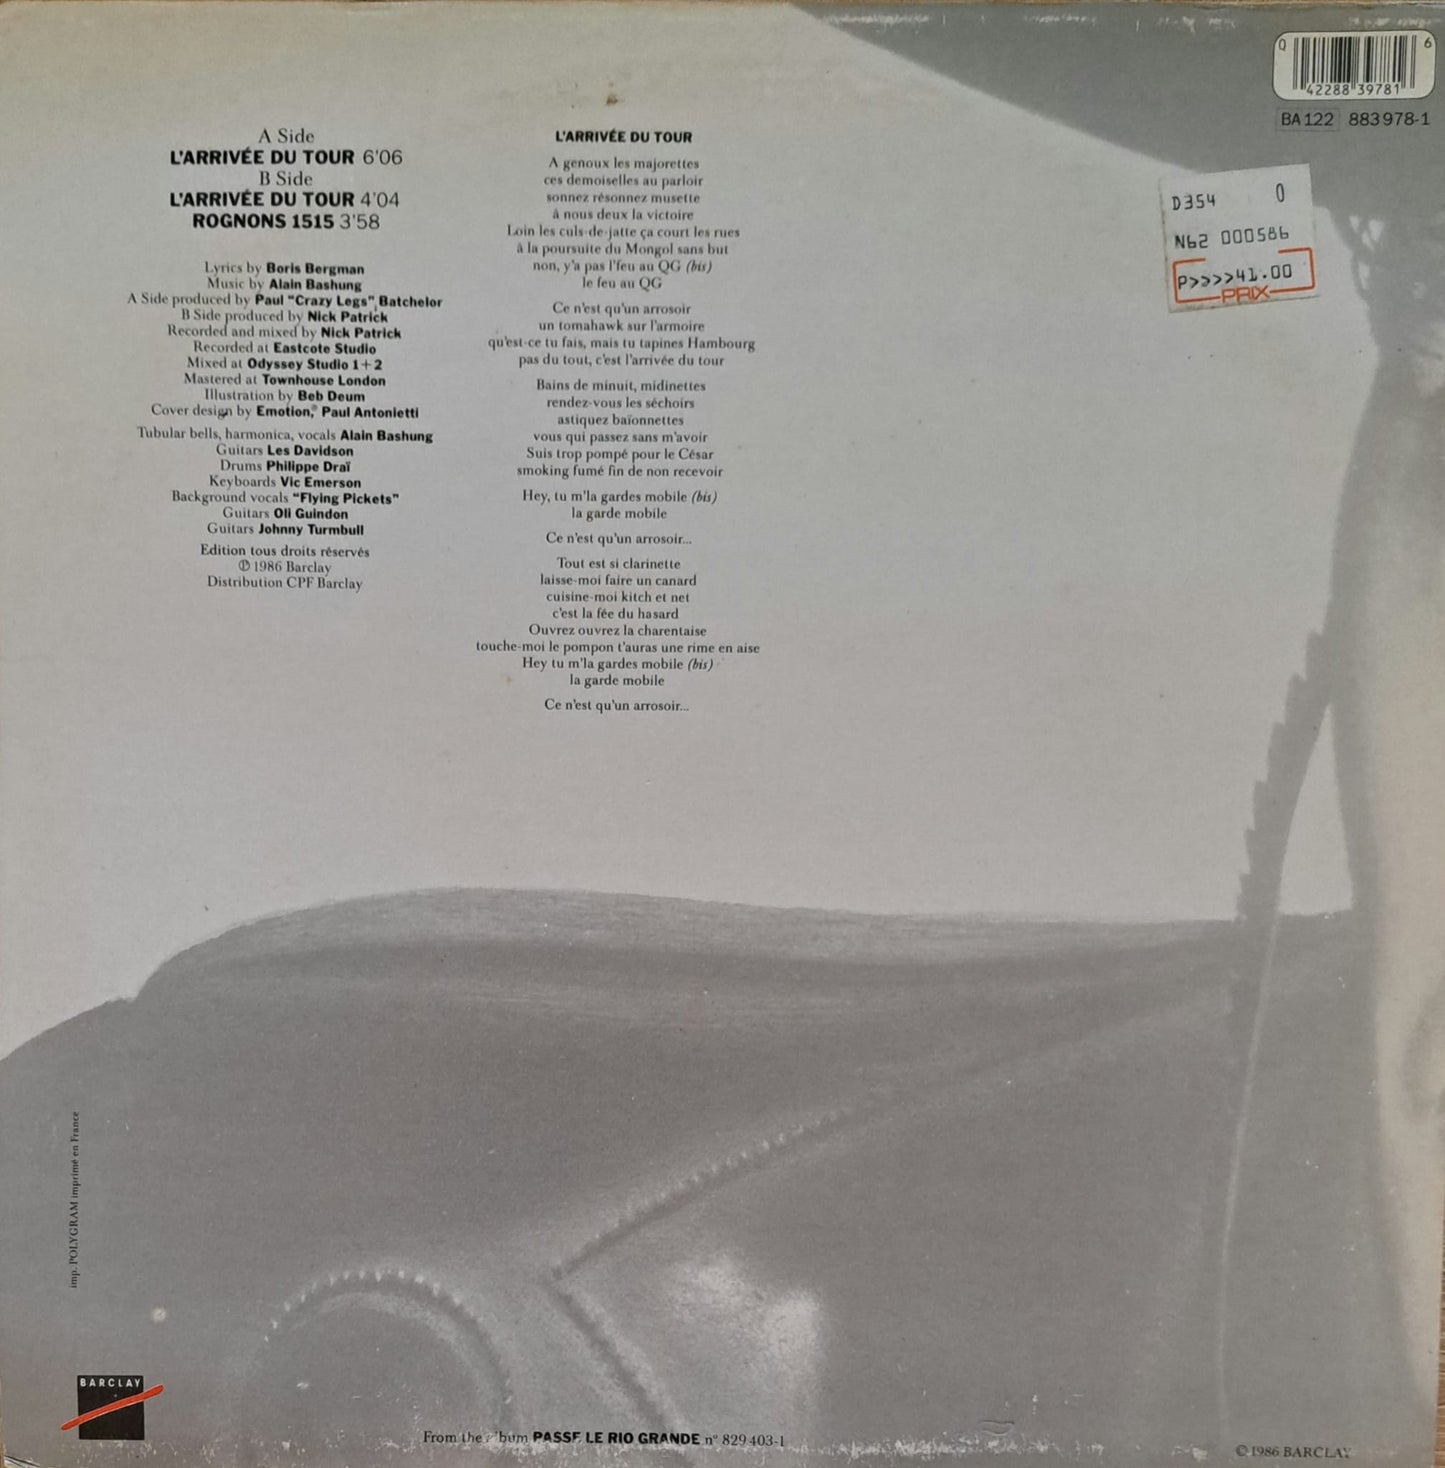 0 42288 39781 6
BA 122 883 978-1
D354 0
N62 000586
P>>>>41.00
PRIX
A Side
L'ARRIVÉE DU TOUR 6'06
B Side
L'ARRIVÉE DU TOUR 4'04
ROGNONS 1515 3'58
Lyrics by Boris Bergman
Music by Alain Bashung
A Side produced by Paul "Crazy Legs" Batchelor
B Side produced by Nick Patrick
Recorded and mixed by Nick Patrick
Recorded at Eastcote Studio
Mixed at Odyssey Studio 1+2
Mastered at Townhouse London
Illustration by Beb Deum
Cover design by Emotion,® Paul Antonietti
Tubular bells, harmonica, vocals Alain Bashung
Guitars Les Davidson
Drums Philippe Draï
Keyboards Vic Emerson
Background vocals "Flying Pickets"
Guitars Oli Guindon
Guitars Johnny Turmbull
Edition tous droits réservés
℗ 1986 Barclay
Distribution CPF Barclay
L'ARRIVÉE DU TOUR
A genoux les majorettes
ces demoiselles au parloir
sonnez résonnez musette
à nous deux la victoire
Loin les culs-de-jatte ça court les rues
à la poursuite du Mongol sans but
non, y'a pas l'feu au QG (bis)
le feu au QG
Ce n'est qu'un arrosoir
un tomahawk sur l'armoire
qu'est-ce tu fais, mais tu tapines Hambourg
pas du tout, c'est l'arrivée du tour
Bains de minuit, midinettes
rendez-vous les séchoirs
astiquez baïonnettes
vous qui passez sans m'avoir
Suis trop pompé pour le César
smoking fumé fin de non recevoir
Hey, tu m'la gardes mobile (bis)
la garde mobile
Ce n'est qu'un arrosoir...
Tout est si clarinette
laisse-moi faire un canard
cuisine-moi kitch et net
c'est la fée du hasard
Ouvrez ouvrez la charentaise
touche-moi le pompon t'auras une rime en aise
Hey tu m'la gardes mobile (bis)
la garde mobile
Ce n'est qu'un arrosoir...
imp. POLYGRAM imprimé en France
BARCLAY
From the album PASSE LE RIO GRANDE n° 829 403-1
© 1986 BARCLAY